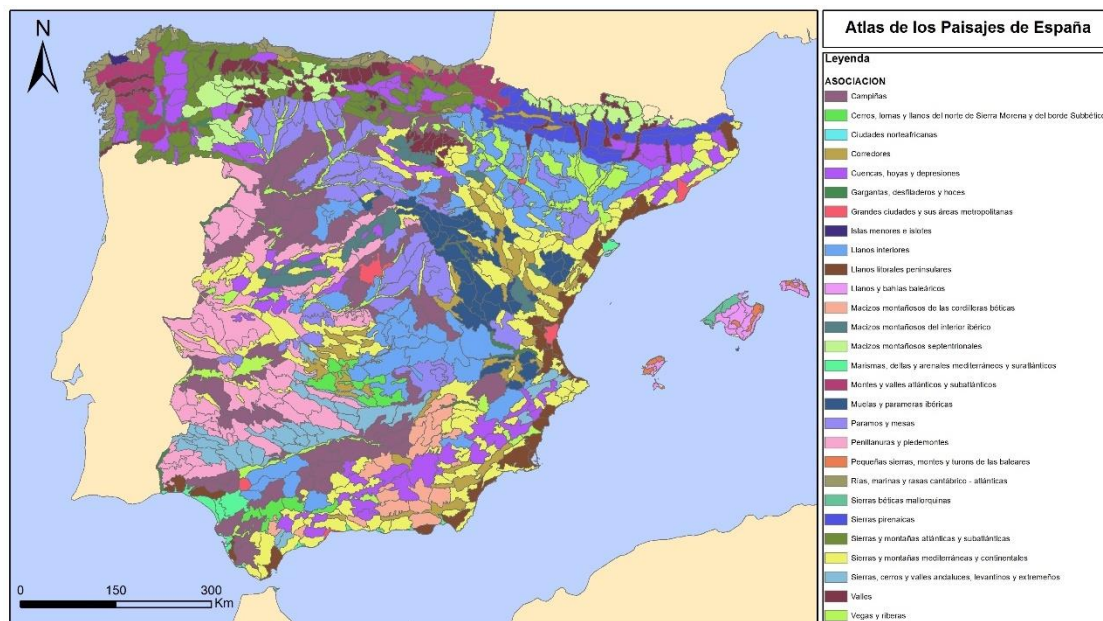 N
0
150
300
Km
Atlas de los Paisajes de España
Leyenda
ASOCIACION
Campiñas
Cerros, lomas y llanos del norte de Sierra Morena y del borde Subbético
Ciudades norteafricanas
Corredores
Cuencas, hoyas y depresiones
Gargantas, desfiladeros y hoces
Grandes ciudades y sus áreas metropolitanas
Islas menores e islotes
Llanos interiores
Llanos litorales peninsulares
Llanos y bahías baleáricos
Macizos montañosos de las cordilleras béticas
Macizos montañosos del interior ibérico
Macizos montañosos septentrionales
Marismas, deltas y arenales mediterráneos y suratlánticos
Montes y valles atlánticos y subatlánticos
Muelas y parameras ibéricas
Paramos y mesas
Penillanuras y piedemontes
Pequeñas sierras, montes y turons de las baleares
Rías, marinas y rasas cantábrico - atlánticas
Sierras béticas mallorquinas
Sierras pirenaicas
Sierras y montañas atlánticas y subatlánticas
Sierras y montañas mediterráneas y continentales
Sierras, cerros y valles andaluces, levantinos y extremeños
Valles
Vegas y riberas